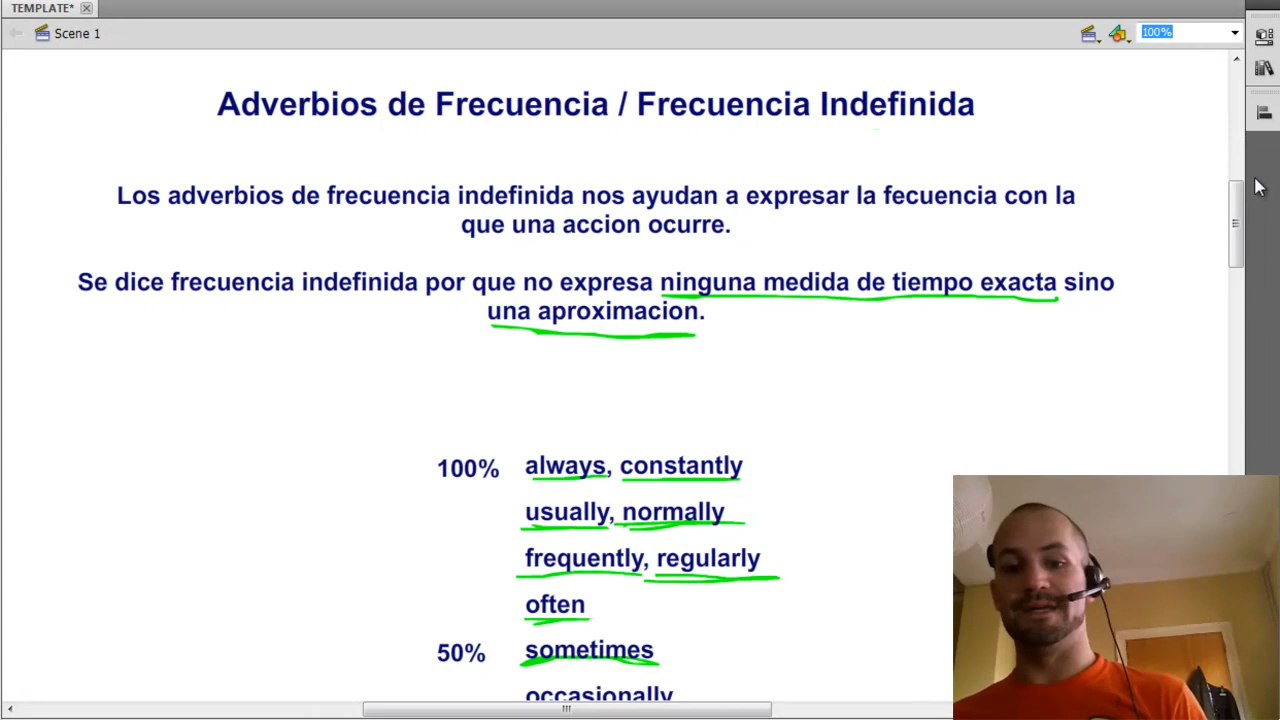 TEMPLATE*
Scene 1
100%
Adverbios de Frecuencia / Frecuencia Indefinida
Los adverbios de frecuencia indefinida nos ayudan a expresar la fecuencia con la
que una accion ocurre.
Se dice frecuencia indefinida por que no expresa ninguna medida de tiempo exacta sino
una aproximacion.
100% always, constantly
usually, normally
frequently, regularly
often
50% sometimes
occasionally